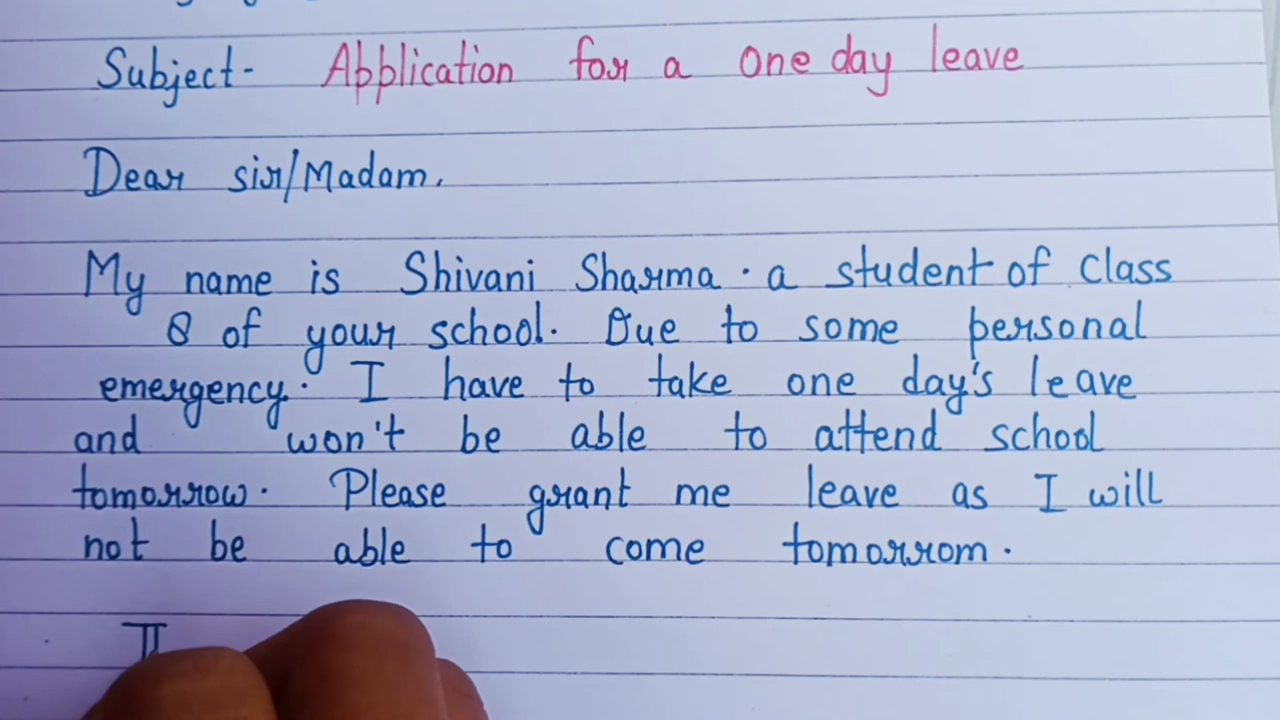 Subject- Application for a one day leave
Dear sir/Madam.
My name is Shivani Sharma. a student of Class
8 of your school. Due to some personal
emergency. I have to take one day's leave
and won't be able to attend school
tomorrow. Please grant me leave as I will
not be able to come tomorrom.